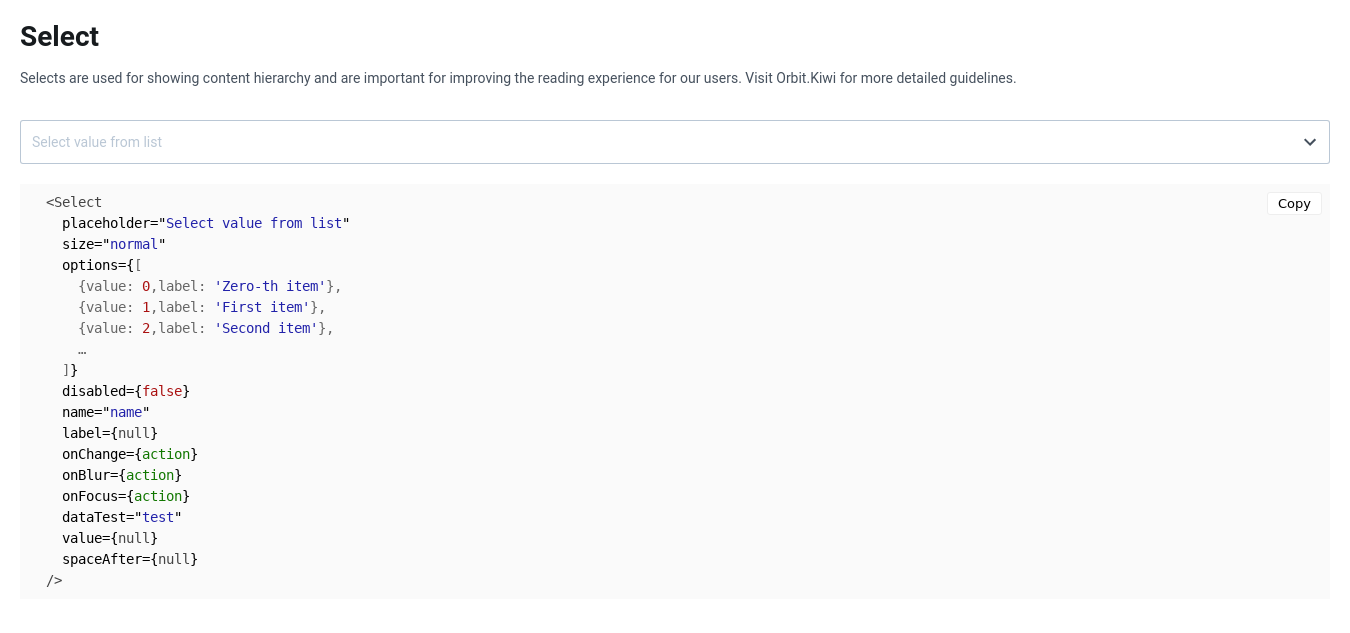 Select
Selects are used for showing content hierarchy and are important for improving the reading experience for our users. Visit Orbit.Kiwi for more detailed guidelines.
Select value from list
<Select
Copy
placeholder="Select value from list"
size="normal"
options={[
{value: 0,label: 'Zero-th item'},
{value: 1,label: 'First item'},
{value: 2,label: 'Second item'},
…
]}
disabled={false}
name="name"
label={null}
onChange={action}
onBlur={action}
onFocus={action}
dataTest="test"
value={null}
spaceAfter={null}
/>